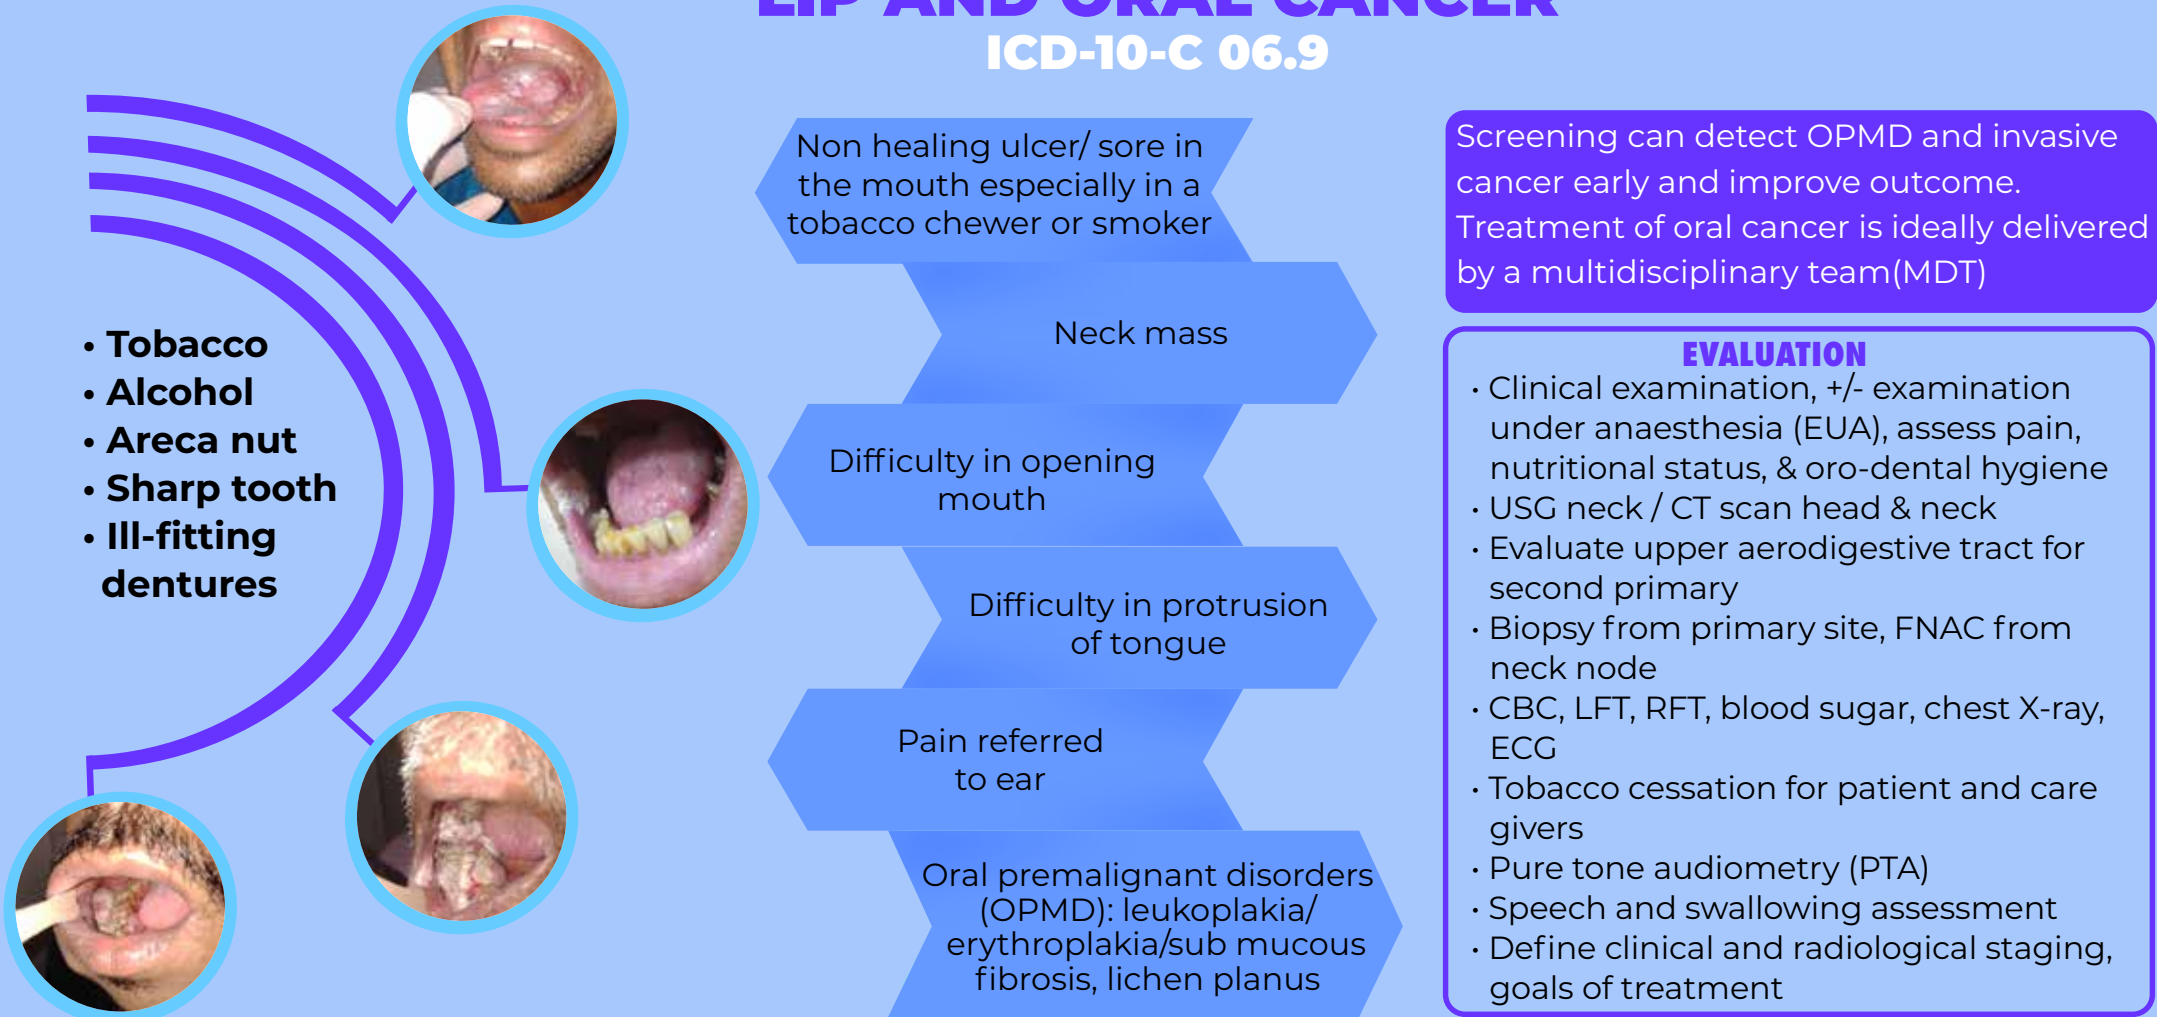 LIP AND ORAL CANCER
ICD-10-C 06.9
• Tobacco
• Alcohol
• Areca nut
• Sharp tooth
• Ill-fitting
dentures
Non healing ulcer/ sore in
the mouth especially in a
tobacco chewer or smoker
Neck mass
Difficulty in opening
mouth
Difficulty in protrusion
of tongue
Pain referred
to ear
Oral premalignant disorders
(OPMD): leukoplakia/
erythroplakia/sub mucous
fibrosis, lichen planus
Screening can detect OPMD and invasive
cancer early and improve outcome.
Treatment of oral cancer is ideally delivered
by a multidisciplinary team(MDT)
EVALUATION
• Clinical examination, +/- examination
under anaesthesia (EUA), assess pain,
nutritional status, & oro-dental hygiene
• USG neck / CT scan head & neck
• Evaluate upper aerodigestive tract for
second primary
• Biopsy from primary site, FNAC from
neck node
• CBC, LFT, RFT, blood sugar, chest X-ray,
ECG
• Tobacco cessation for patient and care
givers
• Pure tone audiometry (PTA)
• Speech and swallowing assessment
• Define clinical and radiological staging,
goals of treatment